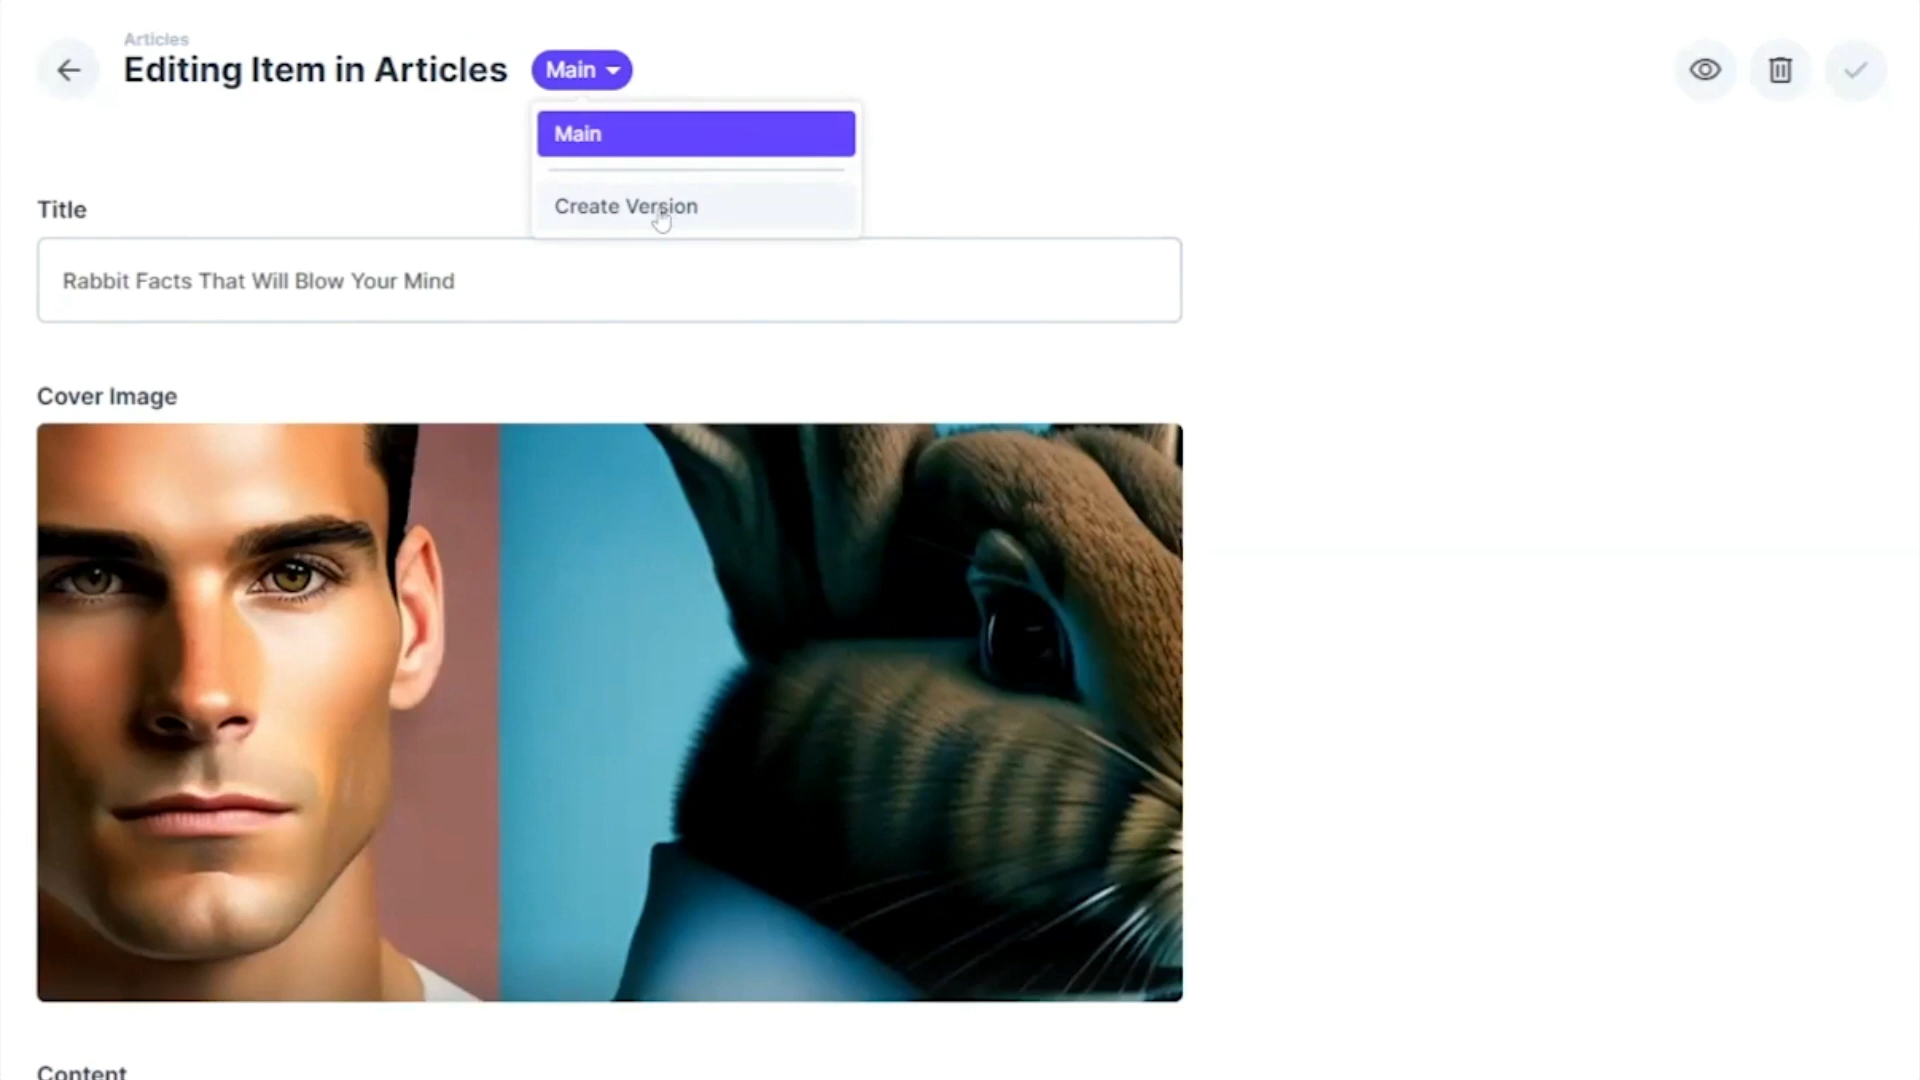 Articles
Editing Item in Articles
Main
Main
Create Version
Title
Rabbit Facts That Will Blow Your Mind
Cover Image
Content